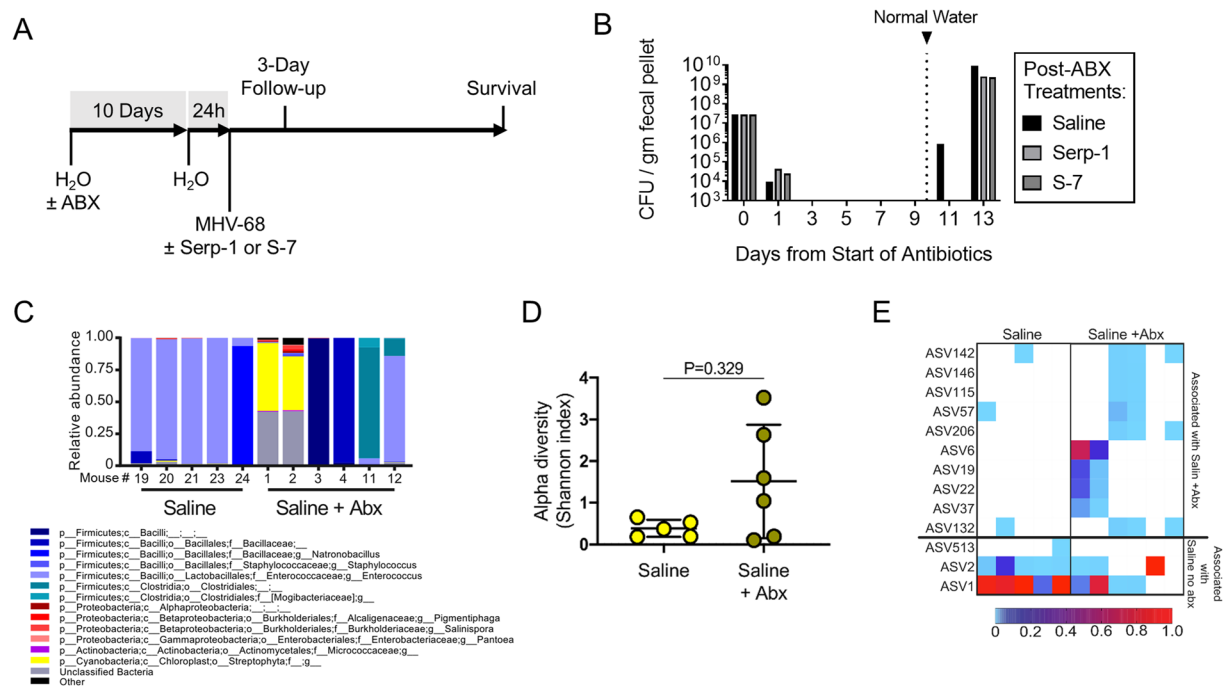 A
10 Days
24h
3-Day
Follow-up
Survival
H2O
± ABX
H2O
MHV-68
± Serp-1 or S-7
B
Normal Water
CFU / gm fecal pellet
10^10
10^9
10^8
10^7
10^6
10^5
10^4
10^3
0 1 3 5 7 9 11 13
Days from Start of Antibiotics
Post-ABX
Treatments:
Saline
Serp-1
S-7
C
Relative abundance
1.00
0.75
0.50
0.25
0
Mouse # 19 20 21 23 24 1 2 3 4 11 12
Saline
Saline + Abx
p__Firmicutes;c__Bacilli;__;__;__
p__Firmicutes;c__Bacilli;o__Bacillales;f__Bacillaceae;__
p__Firmicutes;c__Bacilli;o__Bacillales;f__Bacillaceae;g__Natronobacillus
p__Firmicutes;c__Bacilli;o__Bacillales;f__Staphylococcaceae;g__Staphylococcus
p__Firmicutes;c__Bacilli;o__Lactobacillales;f__Enterococcaceae;g__Enterococcus
p__Firmicutes;c__Clostridia;o__Clostridiales;__;__
p__Firmicutes;c__Clostridia;o__Clostridiales;f__[Mogibacteriaceae];g__
p__Proteobacteria;c__Alphaproteobacteria;__;__;__
p__Proteobacteria;c__Betaproteobacteria;o__Burkholderiales;f__Alcaligenaceae;g__Pigmentiphaga
p__Proteobacteria;c__Betaproteobacteria;o__Burkholderiales;f__Burkholderiaceae;g__Salinispora
p__Proteobacteria;c__Gammaproteobacteria;o__Enterobacteriales;f__Enterobacteriaceae;g__Pantoea
p__Actinobacteria;c__Actinobacteria;o__Actinomycetales;f__Micrococcaceae;g__
p__Cyanobacteria;c__Chloroplast;o__Streptophyta;f__;g__
Unclassified Bacteria
Other
D
Alpha diversity
(Shannon index)
P=0.329
4
3
2
1
0
Saline
Saline
+ Abx
E
Saline
Saline +Abx
ASV142
ASV146
ASV115
ASV57
ASV206
ASV6
ASV19
ASV22
ASV37
ASV132
ASV513
ASV2
ASV1
Associated with Salin +Abx
Associated
with
Saline no abx
0 0.2 0.4 0.6 0.8 1.0